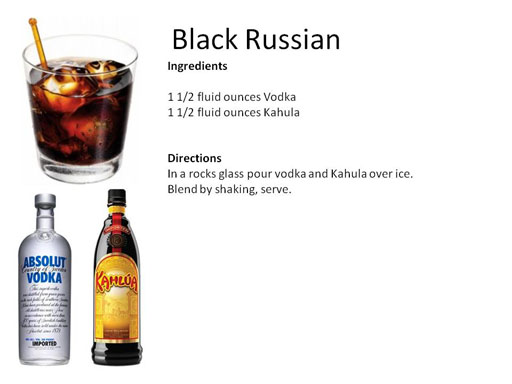 Black Russian
Ingredients
1 1/2 fluid ounces Vodka
1 1/2 fluid ounces Kahula
Directions
In a rocks glass pour vodka and Kahula over ice.
Blend by shaking, serve.
ABSOLUT
Country of Sweden
VODKA
IMPORTED
KAHLÚA